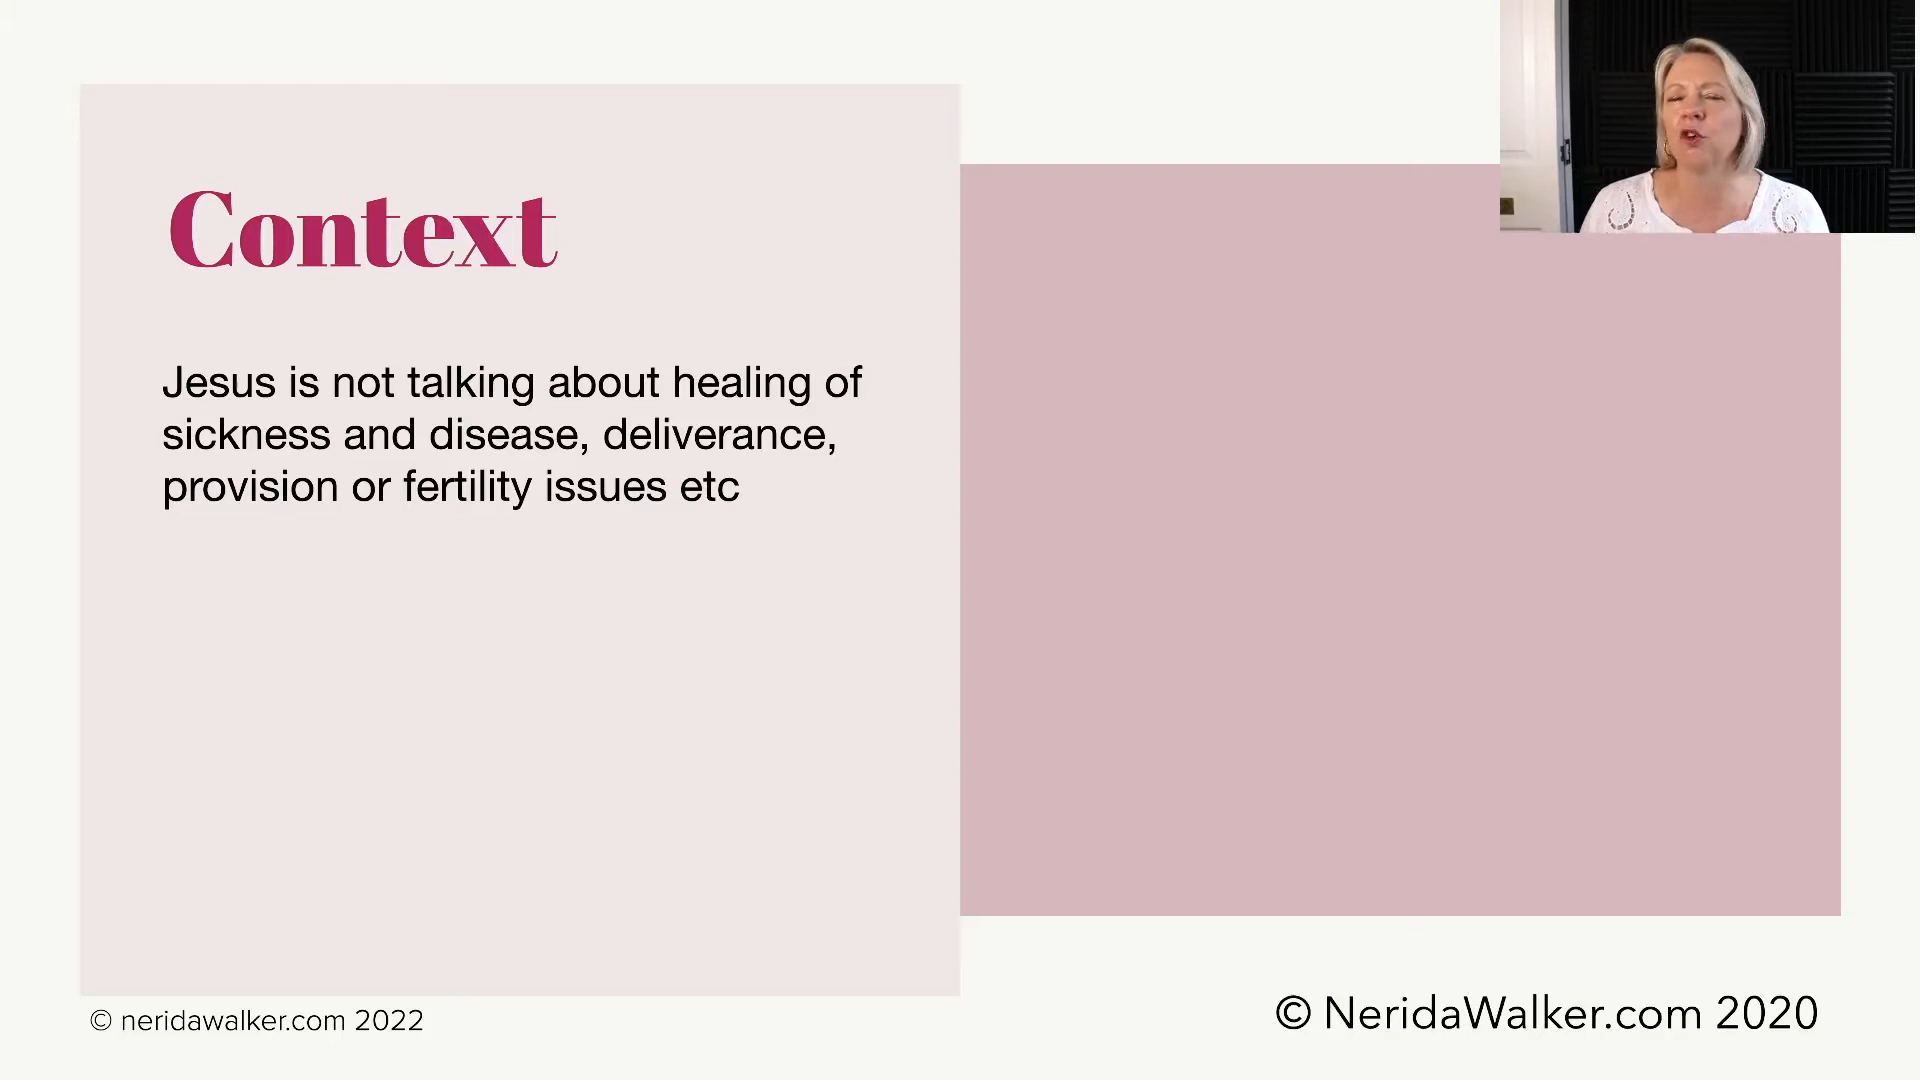 Context
Jesus is not talking about healing of
sickness and disease, deliverance,
provision or fertility issues etc
© neridawalker.com 2022
© NeridaWalker.com 2020